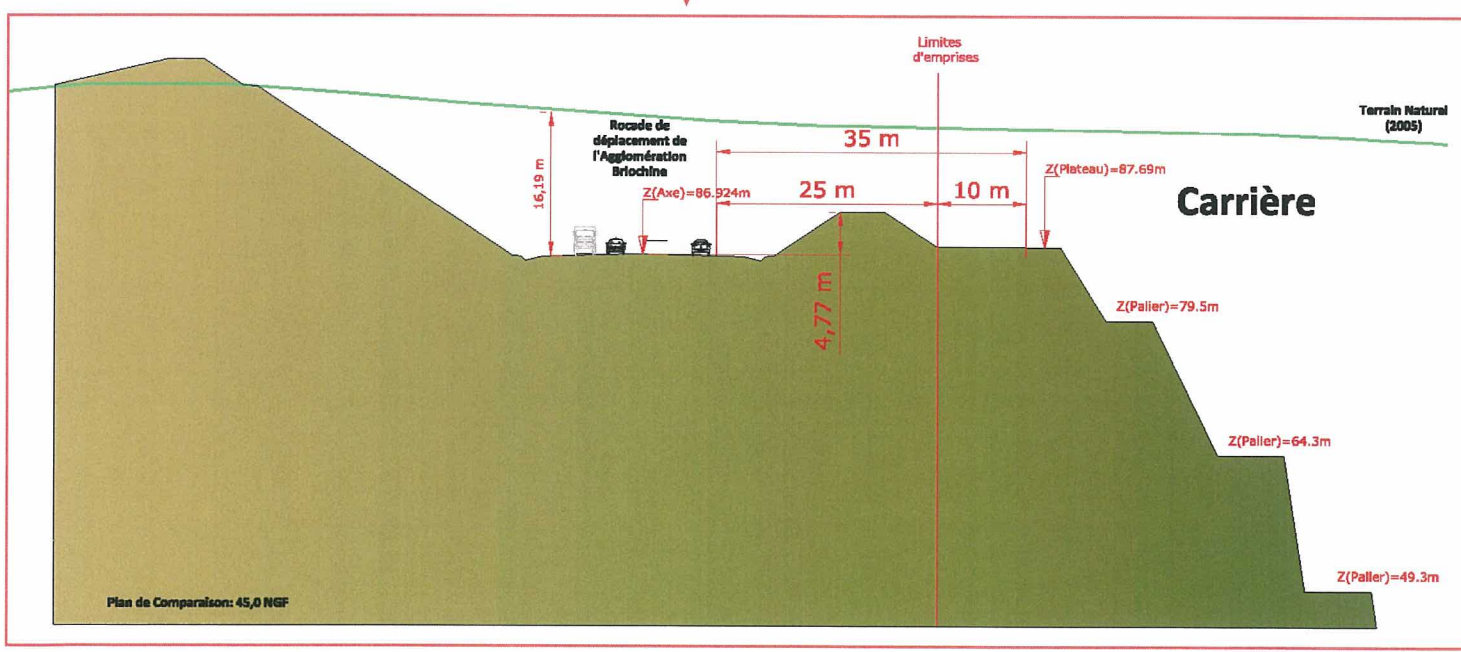 Limites
d'emprises
Terrain Naturel
(2005)
Rocade de
déplacement de
l'Agglomération
Briochine
35 m
16,19 m
Z(Axe)=86.924m
25 m
10 m
Z(Plateau)=87.69m
Carrière
4,77 m
Z(Palier)=79.5m
Z(Palier)=64.3m
Z(Palier)=49.3m
Plan de Comparaison: 45,0 NGF